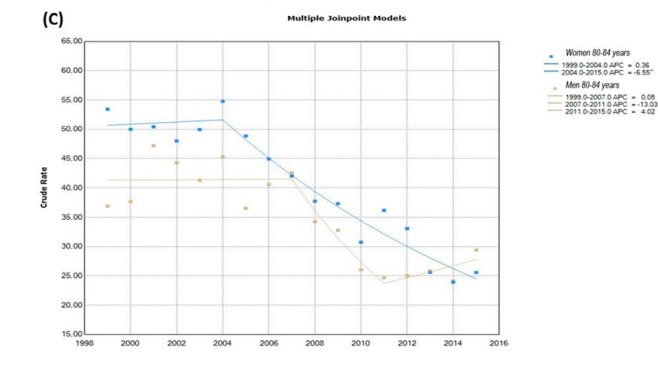 (C)
Multiple Joinpoint Models
65,00
60,00
55,00
50,00
45,00
40,00
35,00
30,00
25,00
20,00
15,00
Crude Rate
1998 2000 2002 2004 2006 2008 2010 2012 2014 2016
Women 80-84 years
1999.0-2004.0 APC = 0.36
2004.0-2015.0 APC = -6.55^
Men 80-84 years
1999.0-2007.0 APC = 0.05
2007.0-2011.0 APC = -13.03
2011.0-2015.0 APC = 4.02